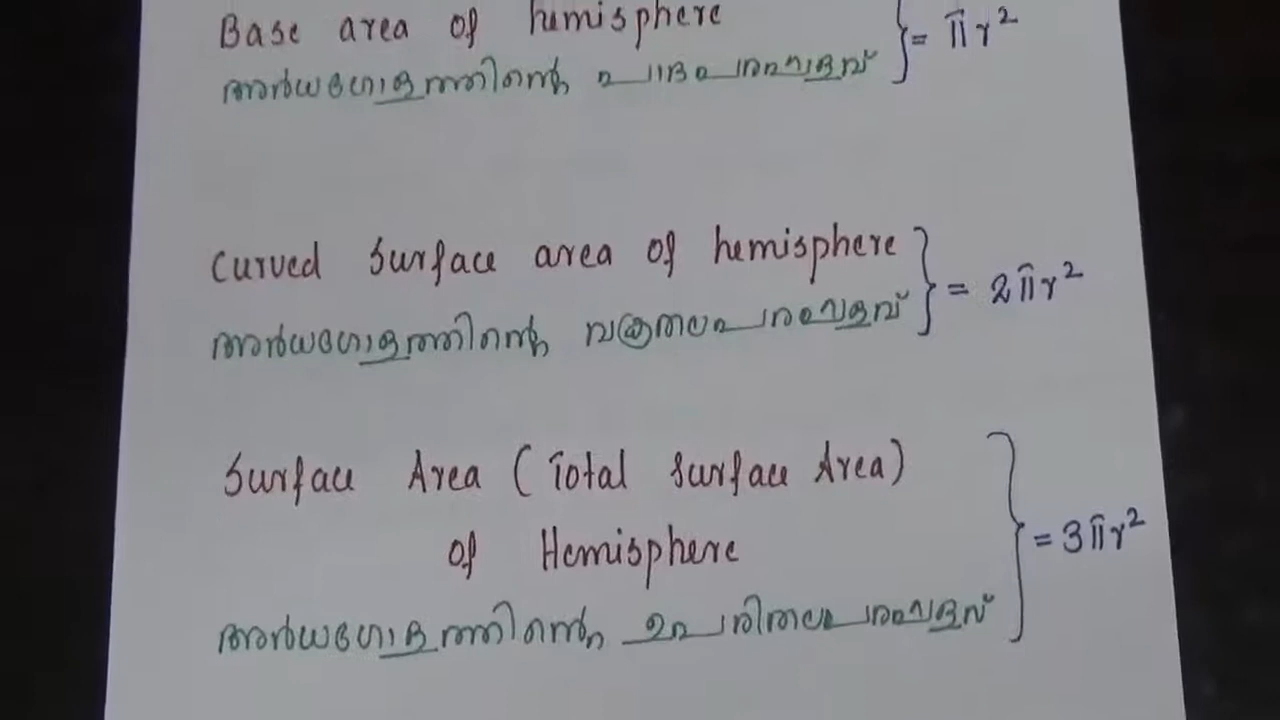 Base area of hemisphere
അർധഗോളത്തിന്റെ പാദപരപ്പളവ് } = πr²
Curved Surface area of hemisphere
അർധഗോളത്തിന്റെ വക്രതലപരപ്പളവ് } = 2πr²
Surface Area (Total Surface Area)
of Hemisphere } = 3πr²
അർധഗോളത്തിന്റെ ഉപരിതലപരപ്പളവ്